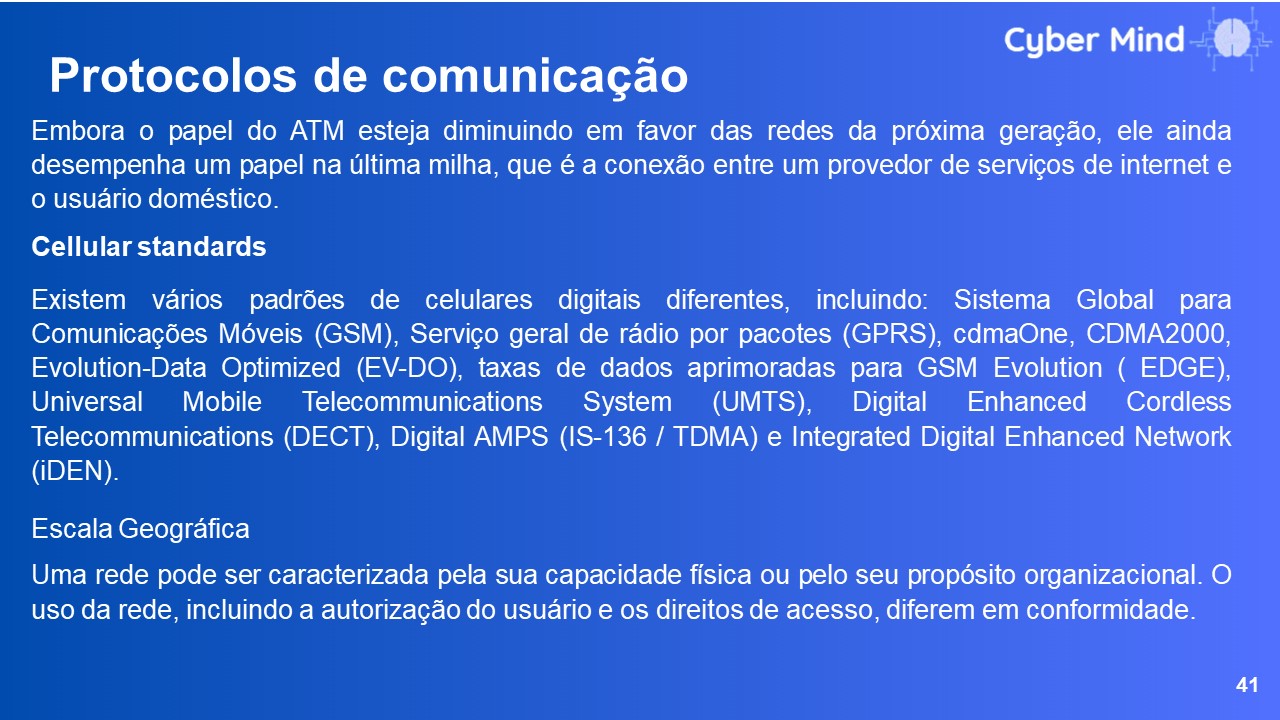 Cyber Mind
Protocolos de comunicação
Embora o papel do ATM esteja diminuindo em favor das redes da próxima geração, ele ainda
desempenha um papel na última milha, que é a conexão entre um provedor de serviços de internet e
o usuário doméstico.
Cellular standards
Existem vários padrões de celulares digitais diferentes, incluindo: Sistema Global para
Comunicações Móveis (GSM), Serviço geral de rádio por pacotes (GPRS), cdmaOne, CDMA2000,
Evolution-Data Optimized (EV-DO), taxas de dados aprimoradas para GSM Evolution ( EDGE),
Universal Mobile Telecommunications System (UMTS), Digital Enhanced Cordless
Telecommunications (DECT), Digital AMPS (IS-136 / TDMA) e Integrated Digital Enhanced Network
(iDEN).
Escala Geográfica
Uma rede pode ser caracterizada pela sua capacidade física ou pelo seu propósito organizacional. O
uso da rede, incluindo a autorização do usuário e os direitos de acesso, diferem em conformidade.
41